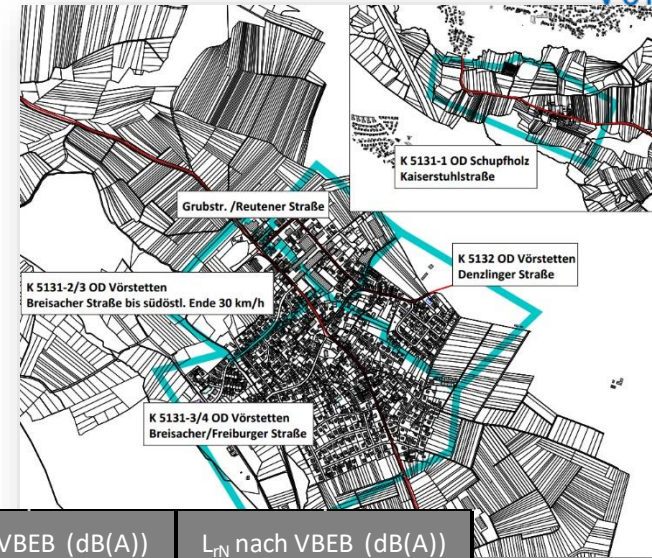 K 5131-1 OD Schupfholz
Kaiserstuhlstraße
Grubstr. /Reutener Straße
K 5132 OD Vörstetten
Denzlinger Straße
K 5131-2/3 OD Vörstetten
Breisacher Straße bis südöstl. Ende 30 km/h
K 5131-3/4 OD Vörstetten
Breisacher/Freiburger Straße
VBEB (dB(A))
LrN nach VBEB (dB(A))